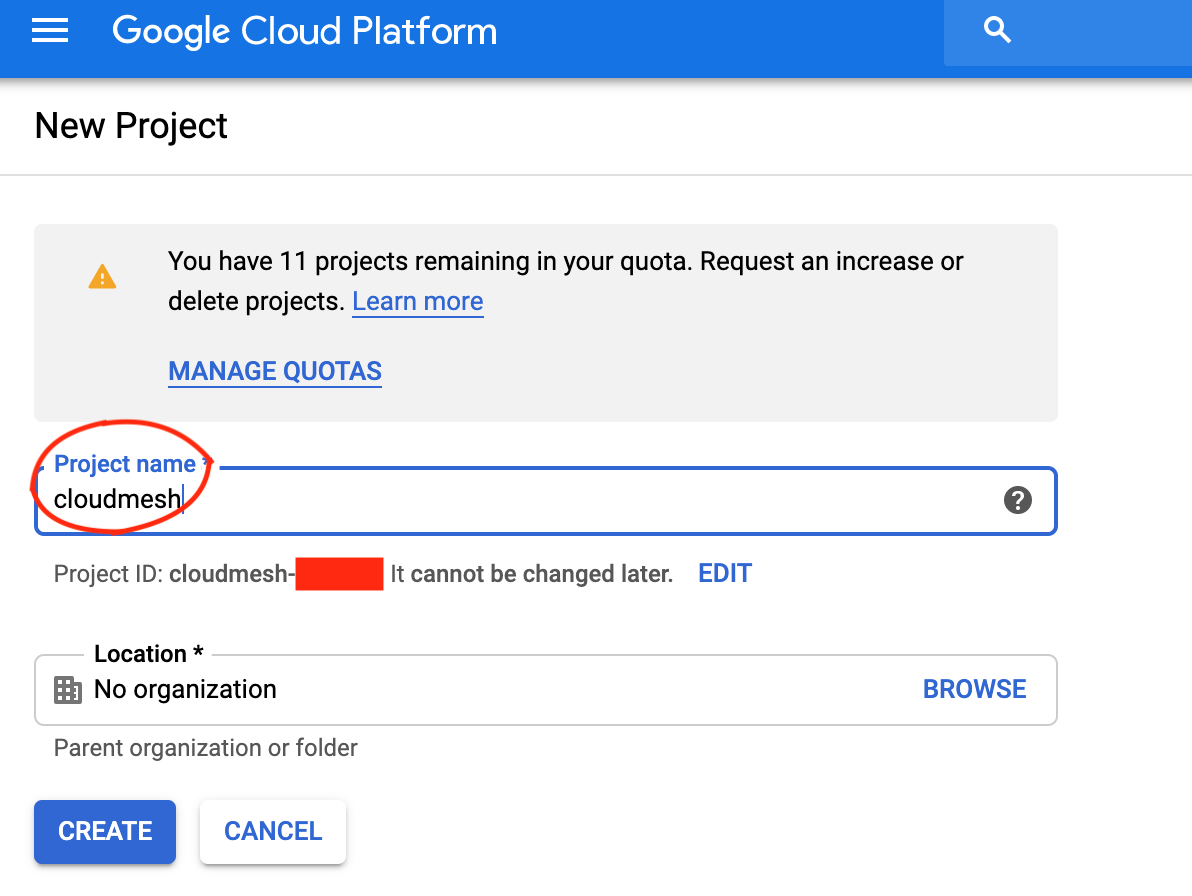 Google Cloud Platform
New Project
You have 11 projects remaining in your quota. Request an increase or
delete projects. Learn more
MANAGE QUOTAS
Project name *
cloudmesh
Project ID: cloudmesh- It cannot be changed later. EDIT
Location *
No organization BROWSE
Parent organization or folder
CREATE CANCEL